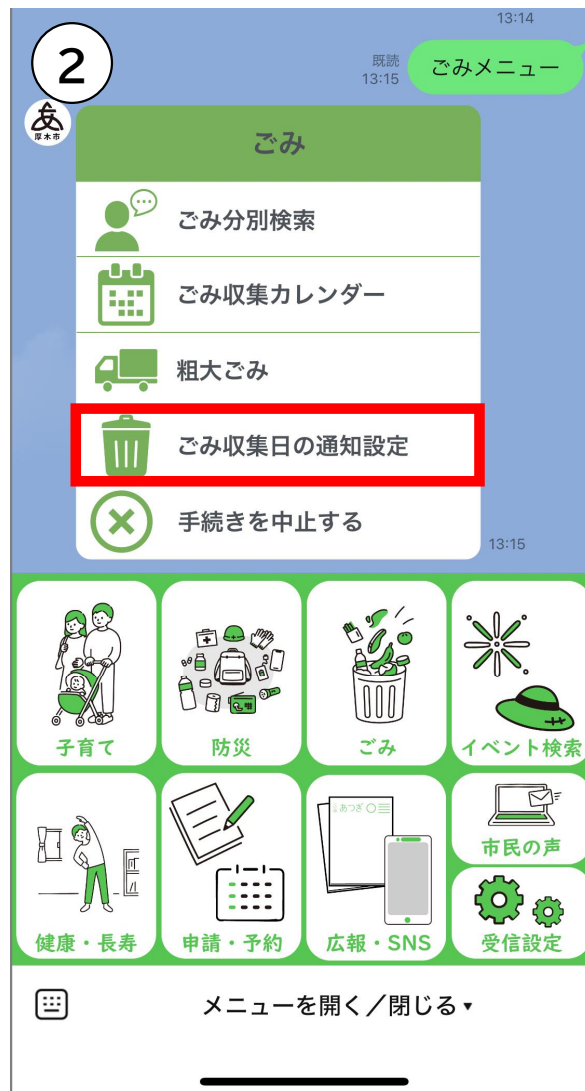 13:14
2
既読
13:15
ごみメニュー
厚木市
ごみ
ごみ分別検索
ごみ収集カレンダー
粗大ごみ
ごみ収集日の通知設定
手続きを中止する
13:15
子育て
防災
ごみ
イベント検索
健康・長寿
申請・予約
あつぎ
広報・SNS
市民の声
受信設定
メニューを開く／閉じる▾